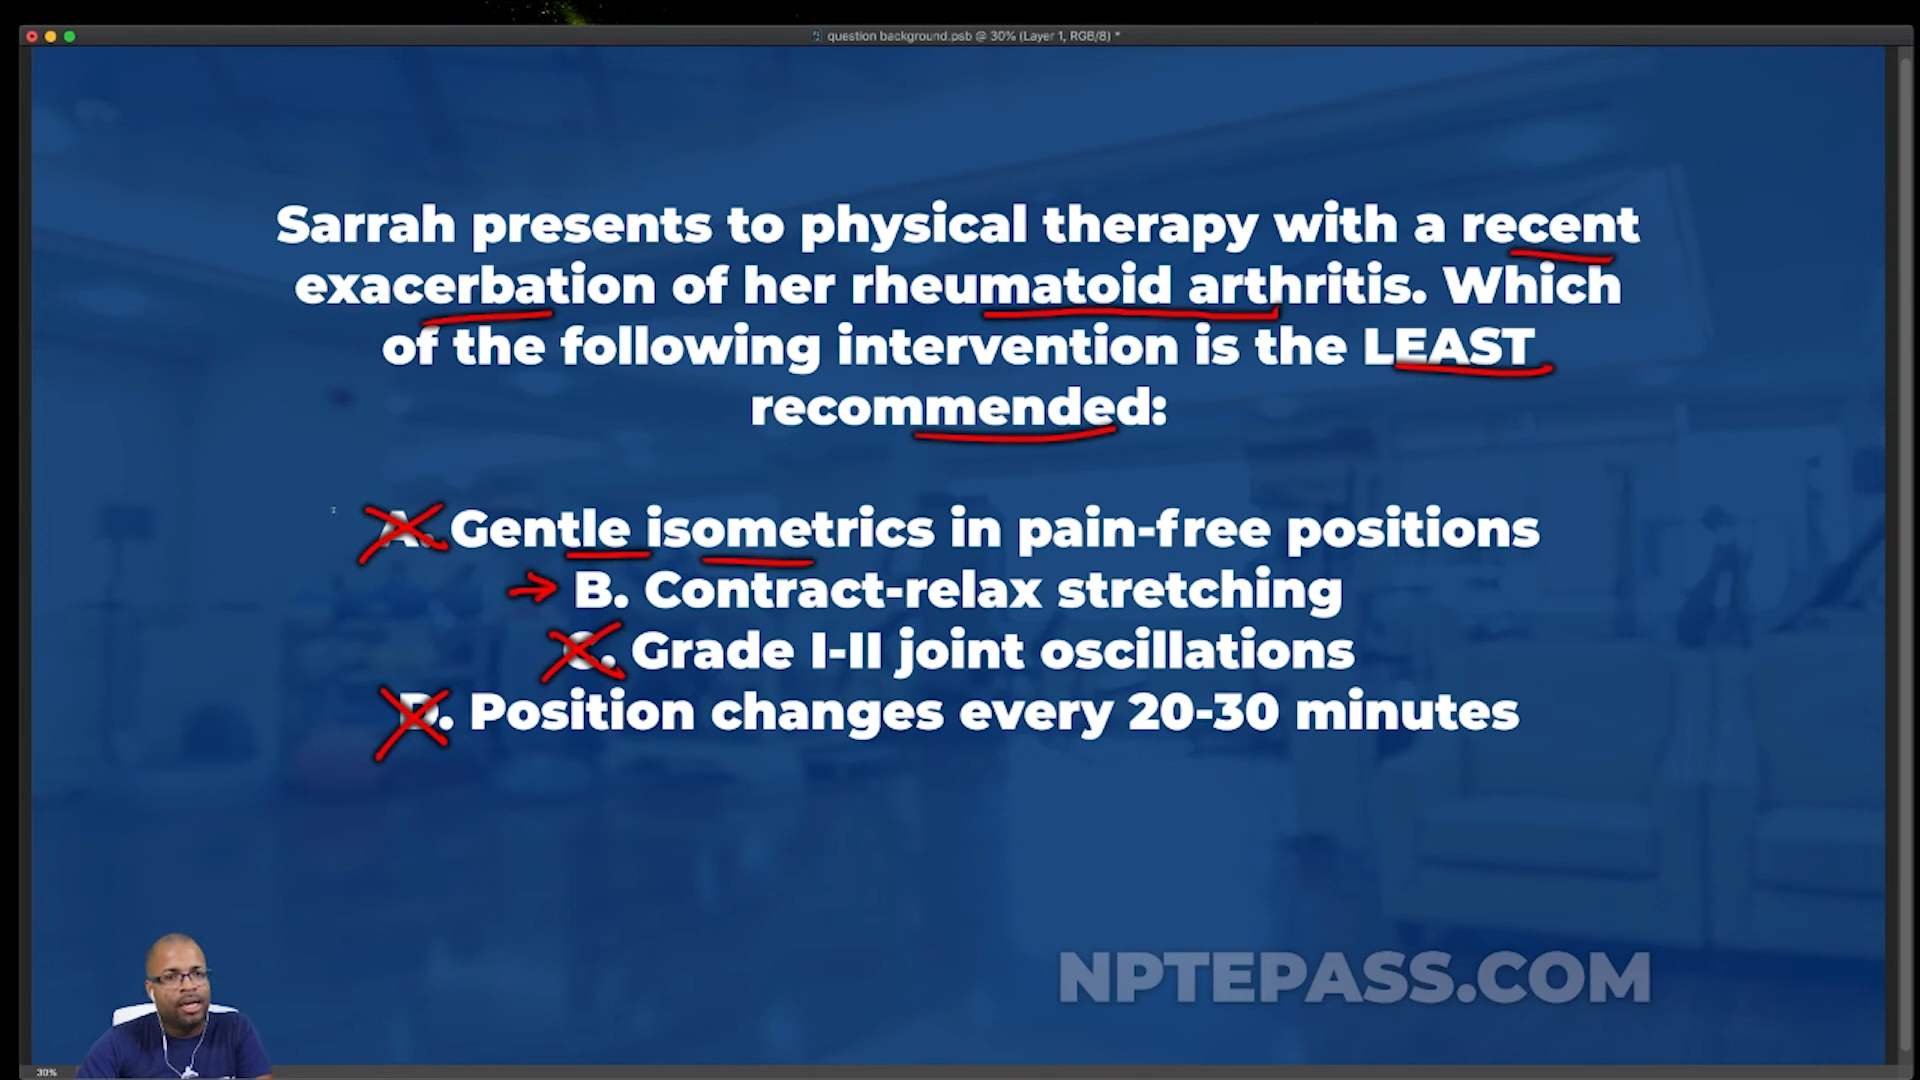 question background.psb @ 30% (Layer 1, RGB/8) *
Sarrah presents to physical therapy with a recent
exacerbation of her rheumatoid arthritis. Which
of the following intervention is the LEAST
recommended:
A. Gentle isometrics in pain-free positions
B. Contract-relax stretching
C. Grade I-II joint oscillations
D. Position changes every 20-30 minutes
NPTEPASS.COM
30%